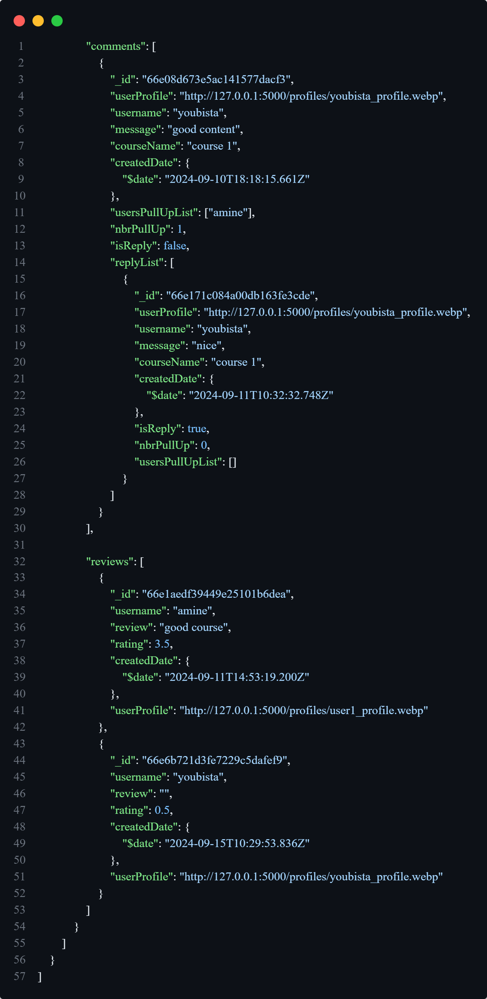 1 "comments": [
2 {
3 "_id": "66e08d673e5ac141577dacf3",
4 "userProfile": "http://127.0.0.1:5000/profiles/youbista_profile.webp",
5 "username": "youbista",
6 "message": "good content",
7 "courseName": "course 1",
8 "createdDate": {
9 "$date": "2024-09-10T18:18:15.661Z"
10 },
11 "usersPullUpList": ["amine"],
12 "nbrPullUp": 1,
13 "isReply": false,
14 "replyList": [
15 {
16 "_id": "66e171c084a00db163fe3cde",
17 "userProfile": "http://127.0.0.1:5000/profiles/youbista_profile.webp",
18 "username": "youbista",
19 "message": "nice",
20 "courseName": "course 1",
21 "createdDate": {
22 "$date": "2024-09-11T10:32:32.748Z"
23 },
24 "isReply": true,
25 "nbrPullUp": 0,
26 "usersPullUpList": []
27 }
28 ]
29 }
30 ],
31
32 "reviews": [
33 {
34 "_id": "66e1aedf39449e25101b6dea",
35 "username": "amine",
36 "review": "good course",
37 "rating": 3.5,
38 "createdDate": {
39 "$date": "2024-09-11T14:53:19.200Z"
40 },
41 "userProfile": "http://127.0.0.1:5000/profiles/user1_profile.webp"
42 },
43 {
44 "_id": "66e6b721d3fe7229c5dafef9",
45 "username": "youbista",
46 "review": "",
47 "rating": 0.5,
48 "createdDate": {
49 "$date": "2024-09-15T10:29:53.836Z"
50 },
51 "userProfile": "http://127.0.0.1:5000/profiles/youbista_profile.webp"
52 }
53 ]
54 }
55 ]
56 }
57 ]